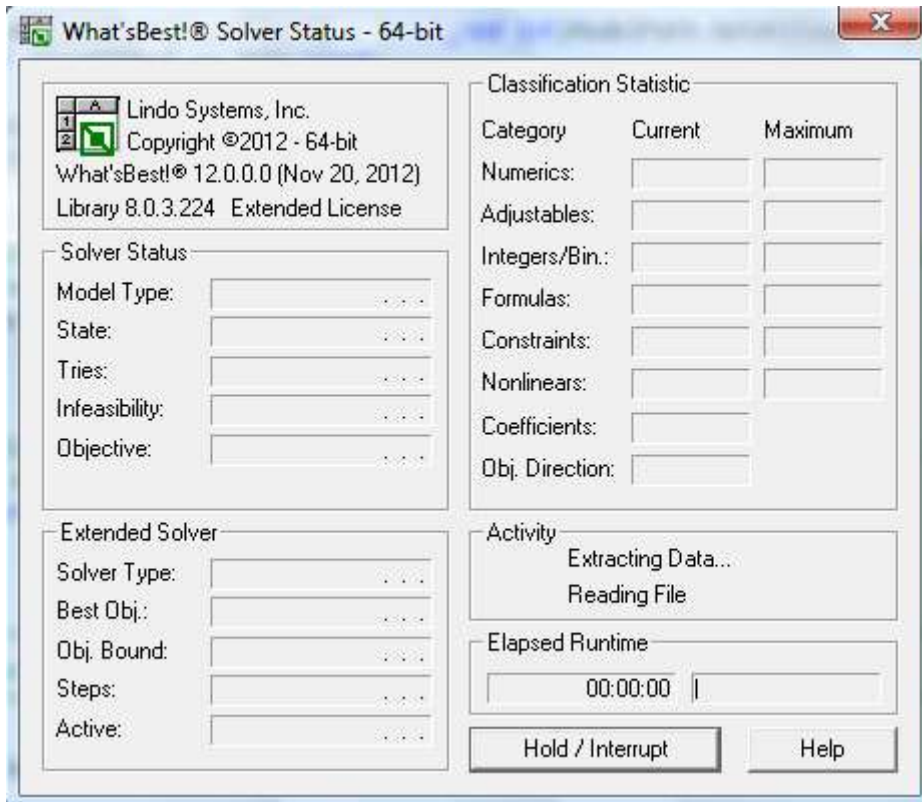 What'sBest!® Solver Status - 64-bit
Lindo Systems, Inc.
Copyright ©2012 - 64-bit
What'sBest!® 12.0.0.0 (Nov 20, 2012)
Library 8.0.3.224 Extended License
Solver Status
Model Type: . . .
State: . . .
Tries: . . .
Infeasibility: . . .
Objective: . . .
Extended Solver
Solver Type: . . .
Best Obj.: . . .
Obj. Bound: . . .
Steps: . . .
Active: . . .
Classification Statistic
Category Current Maximum
Numerics:
Adjustables:
Integers/Bin.:
Formulas:
Constraints:
Nonlinears:
Coefficients:
Obj. Direction:
Activity
Extracting Data...
Reading File
Elapsed Runtime
00:00:00
Hold / Interrupt Help